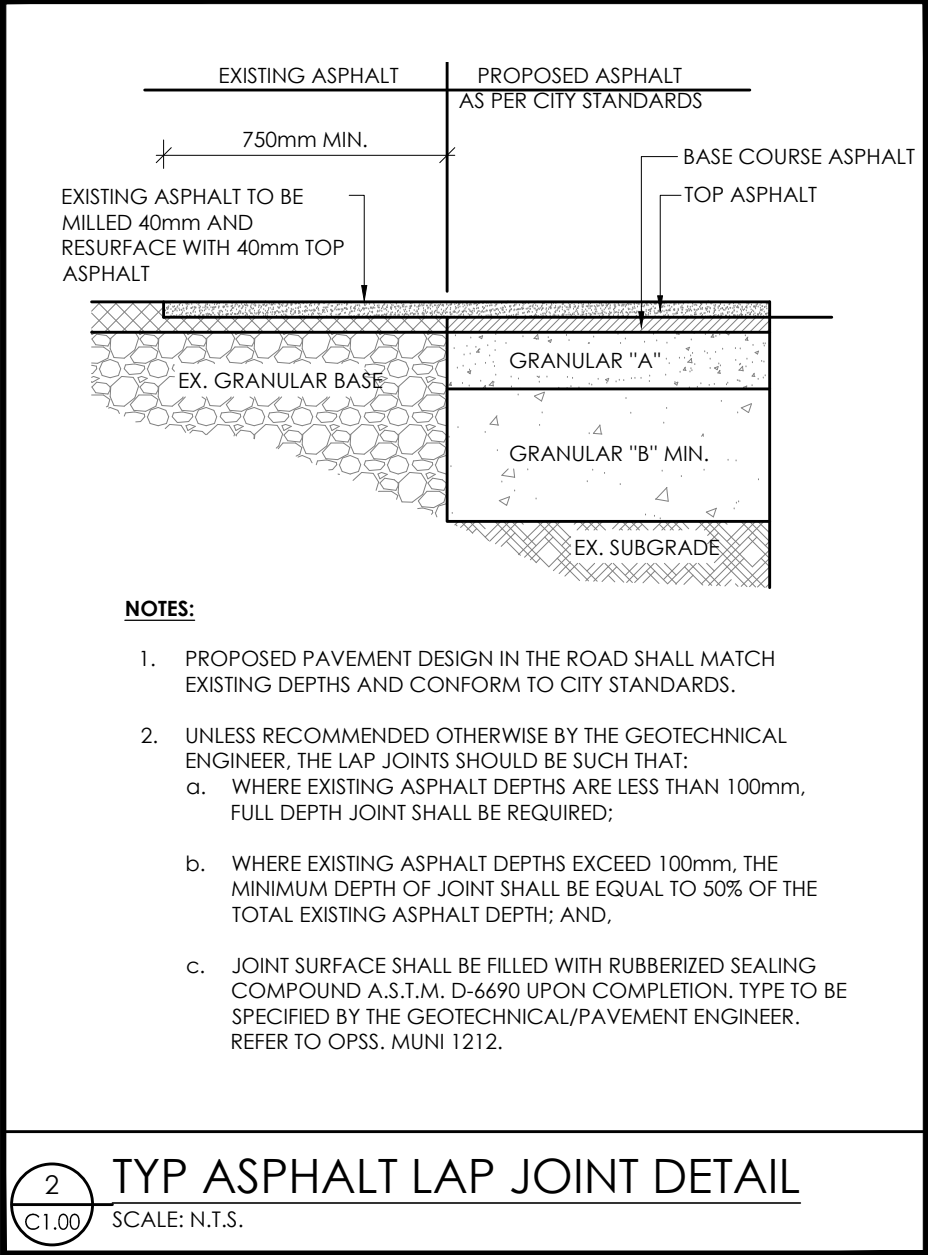 EXISTING ASPHALT
PROPOSED ASPHALT
AS PER CITY STANDARDS
750mm MIN.
BASE COURSE ASPHALT
TOP ASPHALT
EXISTING ASPHALT TO BE
MILLED 40mm AND
RESURFACE WITH 40mm TOP
ASPHALT
GRANULAR "A"
EX. GRANULAR BASE
GRANULAR "B" MIN.
EX. SUBGRADE
NOTES:
1. PROPOSED PAVEMENT DESIGN IN THE ROAD SHALL MATCH
EXISTING DEPTHS AND CONFORM TO CITY STANDARDS.
2. UNLESS RECOMMENDED OTHERWISE BY THE GEOTECHNICAL
ENGINEER, THE LAP JOINTS SHOULD BE SUCH THAT:
a. WHERE EXISTING ASPHALT DEPTHS ARE LESS THAN 100mm,
FULL DEPTH JOINT SHALL BE REQUIRED;
b. WHERE EXISTING ASPHALT DEPTHS EXCEED 100mm, THE
MINIMUM DEPTH OF JOINT SHALL BE EQUAL TO 50% OF THE
TOTAL EXISTING ASPHALT DEPTH; AND,
c. JOINT SURFACE SHALL BE FILLED WITH RUBBERIZED SEALING
COMPOUND A.S.T.M. D-6690 UPON COMPLETION. TYPE TO BE
SPECIFIED BY THE GEOTECHNICAL/PAVEMENT ENGINEER.
REFER TO OPSS. MUNI 1212.
2
C1.00
TYP ASPHALT LAP JOINT DETAIL
SCALE: N.T.S.